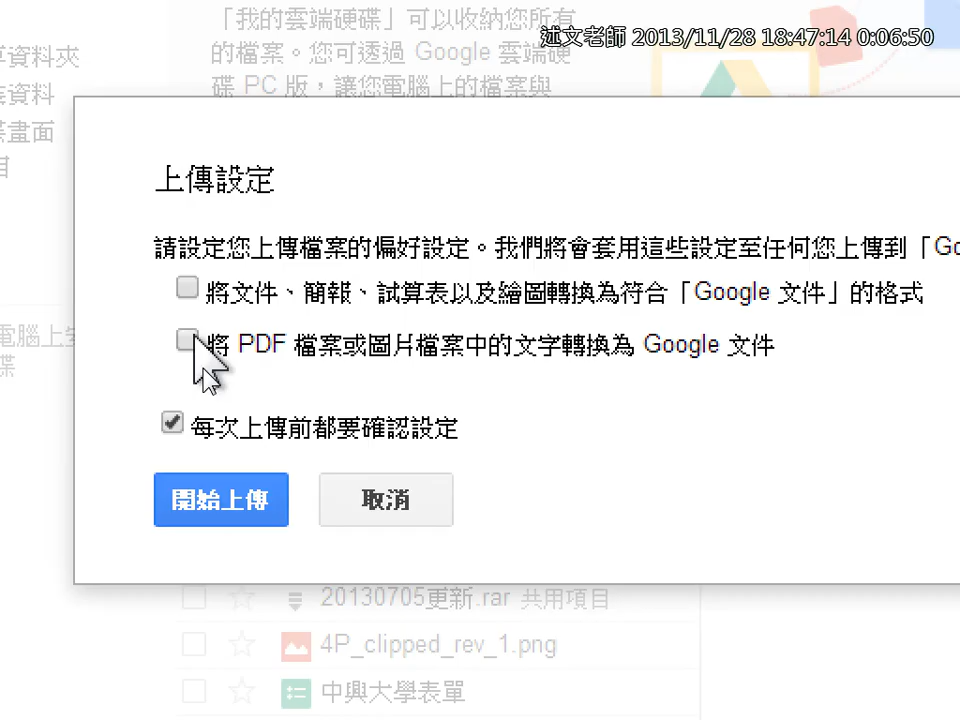 「我的雲端硬碟」可以收納您所有
述文老師 2013/11/28 18:47:14 0:06:50
的檔案。您可透過 Google 雲端硬
享資料夾
碟 PC 版，讓您電腦上的檔案與
資料
畫面
上傳設定
請設定您上傳檔案的偏好設定。我們將會套用這些設定至任何您上傳到「Go
將文件、簡報、試算表以及繪圖轉換為符合「Google 文件」的格式
電腦上
將 PDF 檔案或圖片檔案中的文字轉換為 Google 文件
碟
每次上傳前都要確認設定
開始上傳
取消
20130705更新.rar 共用項目
4P_clipped_rev_1.png
中興大學表單